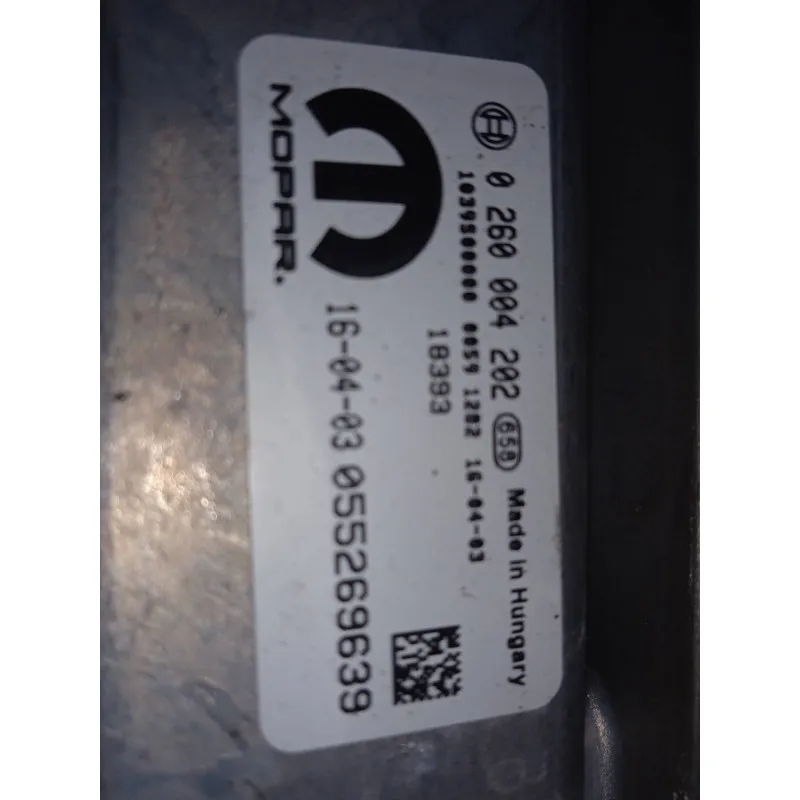 0 260 004 202 658 Made in Hungary
1039S00000 0059 1282 16-04-03
18393
MOPAR.
16-04-03 055269639